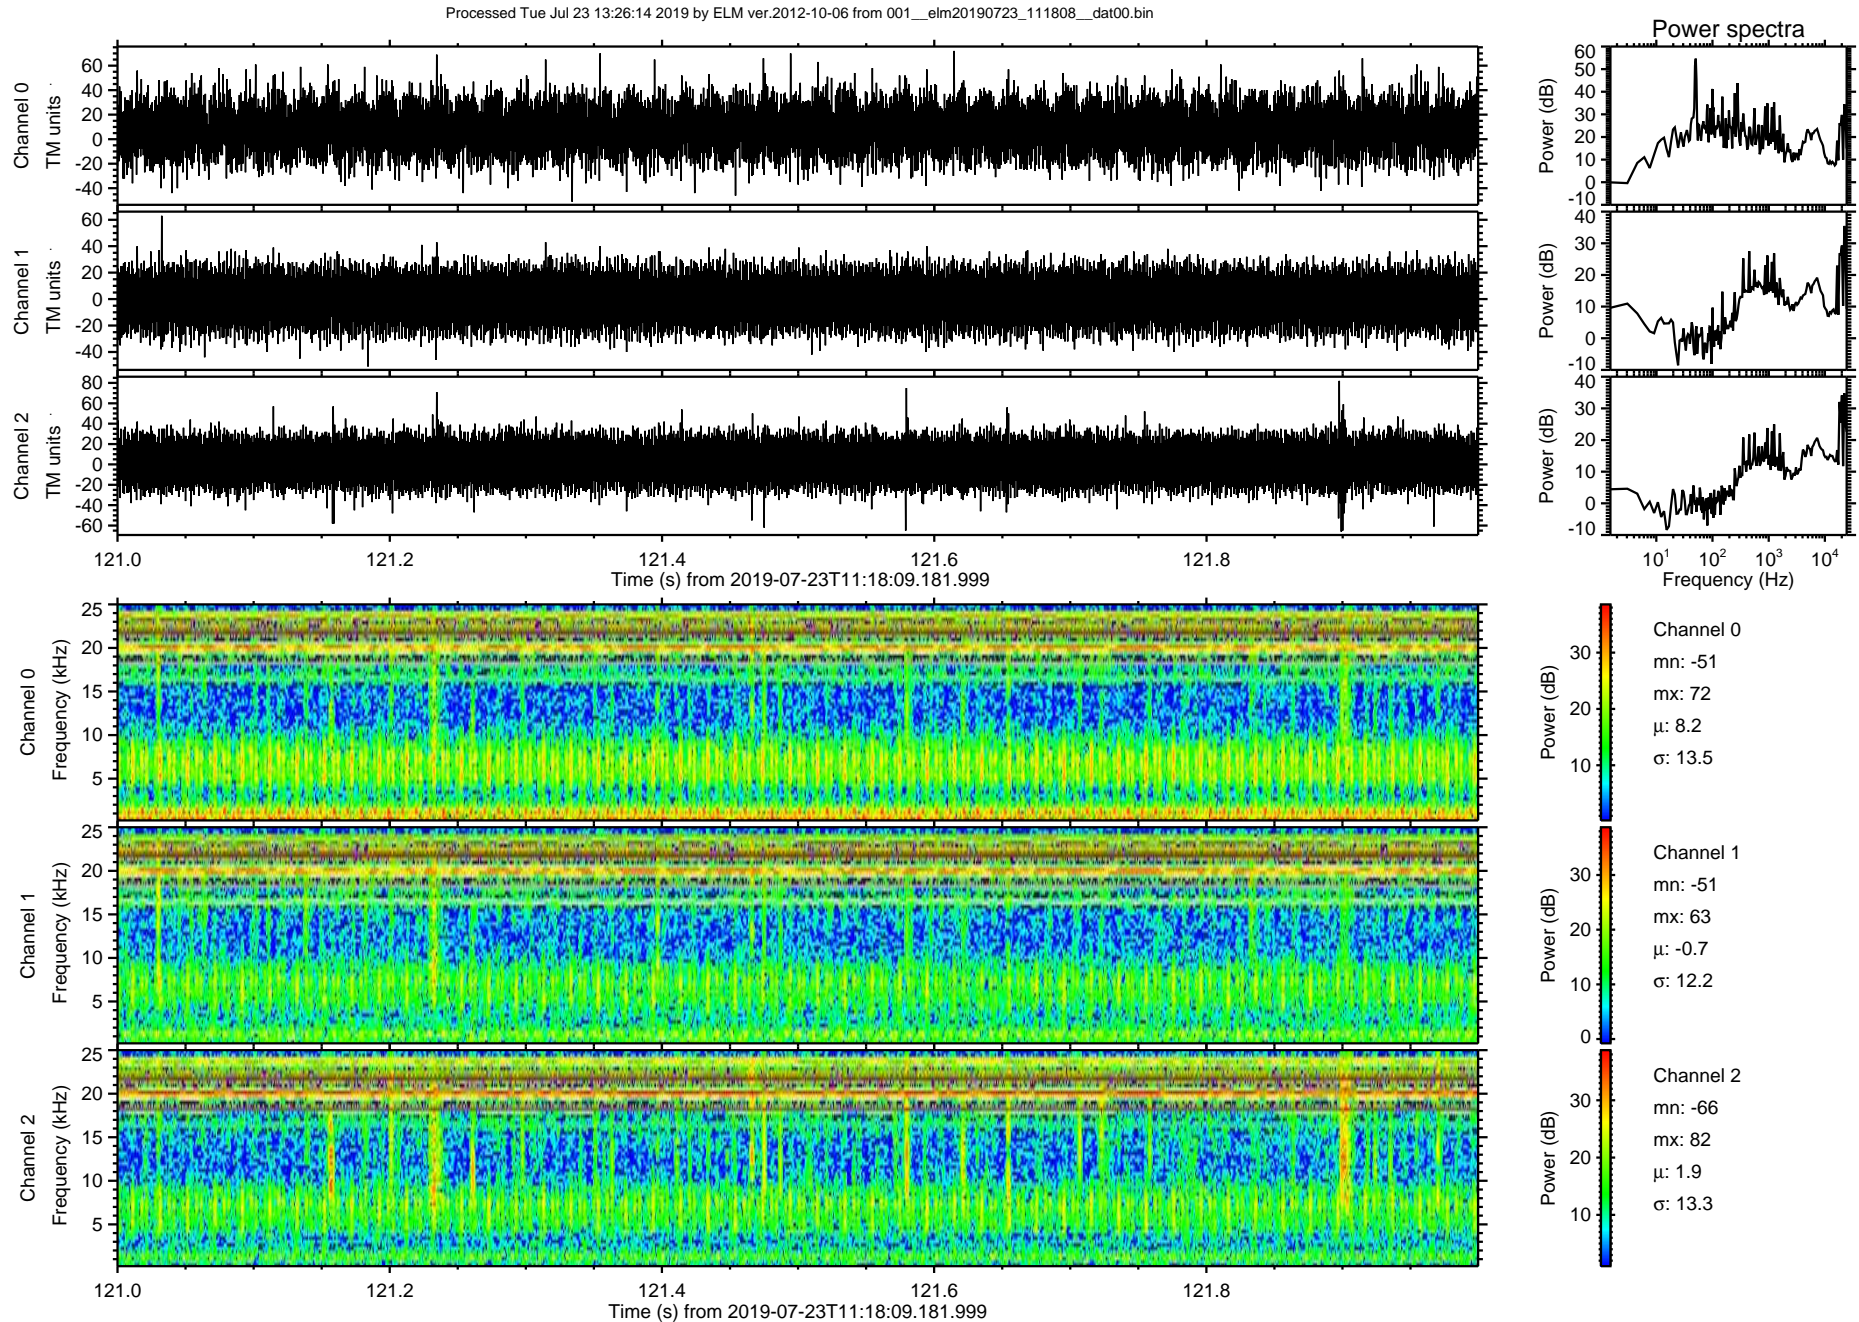 Processed Tue Jul 23 13:26:14 2019 by ELM ver.2012-10-06 from 001__elm20190723_111808__dat00.bin
Power spectra
Channel 0
TM units
60
40
20
0
-20
-40
Power (dB)
60
50
40
30
20
10
0
-10
Channel 1
TM units
60
40
20
0
-20
-40
Power (dB)
40
30
20
10
0
-10
Channel 2
TM units
80
60
40
20
0
-20
-40
-60
Power (dB)
40
30
20
10
0
-10
121.0 121.2 121.4 121.6 121.8
Time (s) from 2019-07-23T11:18:09.181.999
10¹ 10² 10³ 10⁴
Frequency (Hz)
Channel 0
Frequency (kHz)
25
20
15
10
5
Power (dB)
30
20
10
Channel 0
mn: -51
mx: 72
μ: 8.2
σ: 13.5
Channel 1
Frequency (kHz)
25
20
15
10
5
Power (dB)
30
20
10
0
Channel 1
mn: -51
mx: 63
μ: -0.7
σ: 12.2
Channel 2
Frequency (kHz)
25
20
15
10
5
Power (dB)
30
20
10
Channel 2
mn: -66
mx: 82
μ: 1.9
σ: 13.3
121.0 121.2 121.4 121.6 121.8
Time (s) from 2019-07-23T11:18:09.181.999